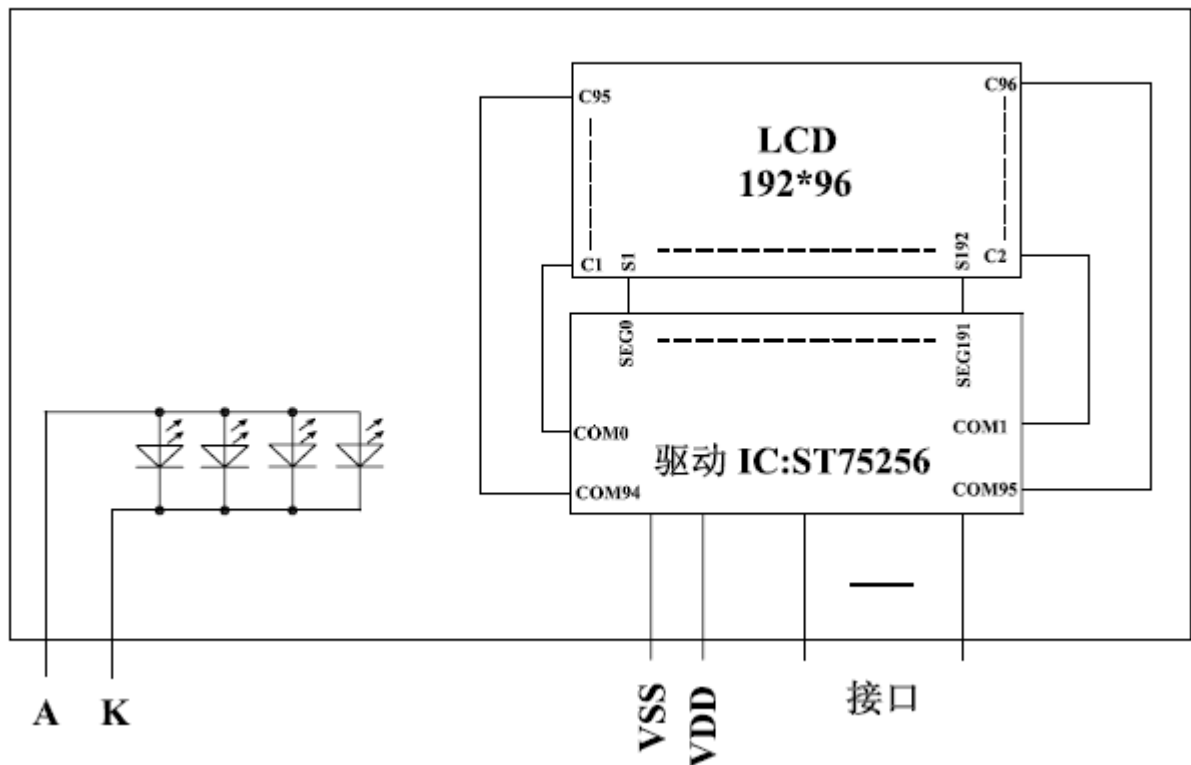 C95
C96
LCD
192*96
C1
S1
S192
C2
SEG0
SEG191
COM0
COM1
驱动 IC:ST75256
COM94
COM95
A
K
VSS
VDD
接口